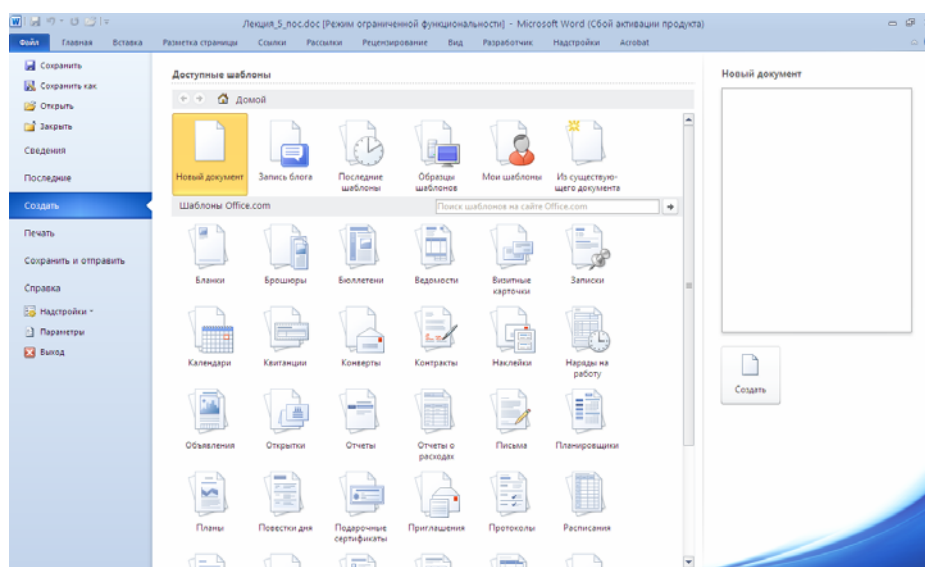 Лекция_5_пос.doc [Режим ограниченной функциональности] - Microsoft Word (Сбой активации продукта)
Файл Главная Вставка Разметка страницы Ссылки Рассылки Рецензирование Вид Разработчик Надстройки Acrobat
Сохранить
Сохранить как
Открыть
Закрыть
Сведения
Последние
Создать
Печать
Сохранить и отправить
Справка
Надстройки
Параметры
Выход
Доступные шаблоны
Домой
Новый документ Запись блога Последние Образцы Мои шаблоны Из существую-
шаблоны шаблонов щего документа
Шаблоны Office.com Поиск шаблонов на сайте Office.com
Бланки Брошюры Бюллетени Ведомости Визитные Записки
карточки
Календари Квитанции Конверты Контракты Наклейки Наряды на
работу
Объявления Открытки Отчеты Отчеты о Письма Планировщики
расходах
Планы Повестки дня Подарочные Приглашения Протоколы Расписания
сертификаты
Новый документ
Создать